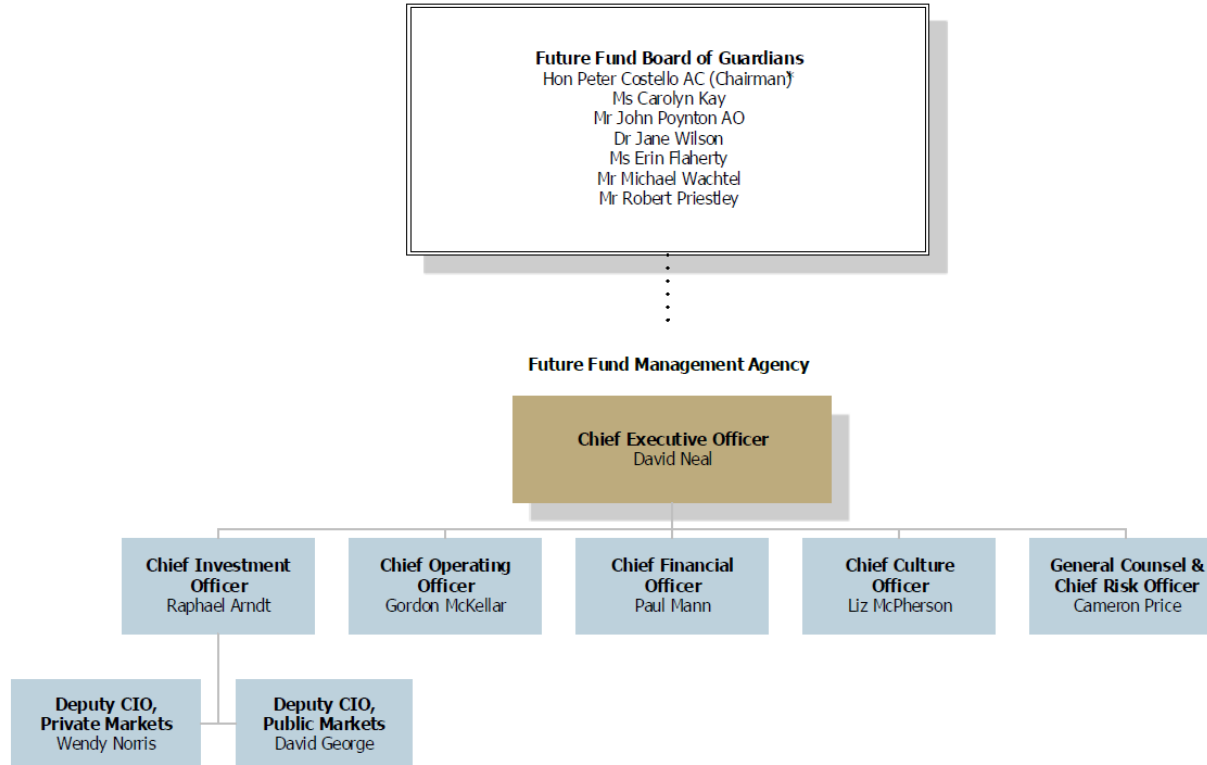 Future Fund Board of Guardians
Hon Peter Costello AC (Chairman)*
Ms Carolyn Kay
Mr John Poynton AO
Dr Jane Wilson
Ms Erin Flaherty
Mr Michael Wachtel
Mr Robert Priestley
Future Fund Management Agency
Chief Executive Officer
David Neal
Chief Investment
Officer
Raphael Arndt
Chief Operating
Officer
Gordon McKellar
Chief Financial
Officer
Paul Mann
Chief Culture
Officer
Liz McPherson
General Counsel &
Chief Risk Officer
Cameron Price
Deputy CIO,
Private Markets
Wendy Norris
Deputy CIO,
Public Markets
David George